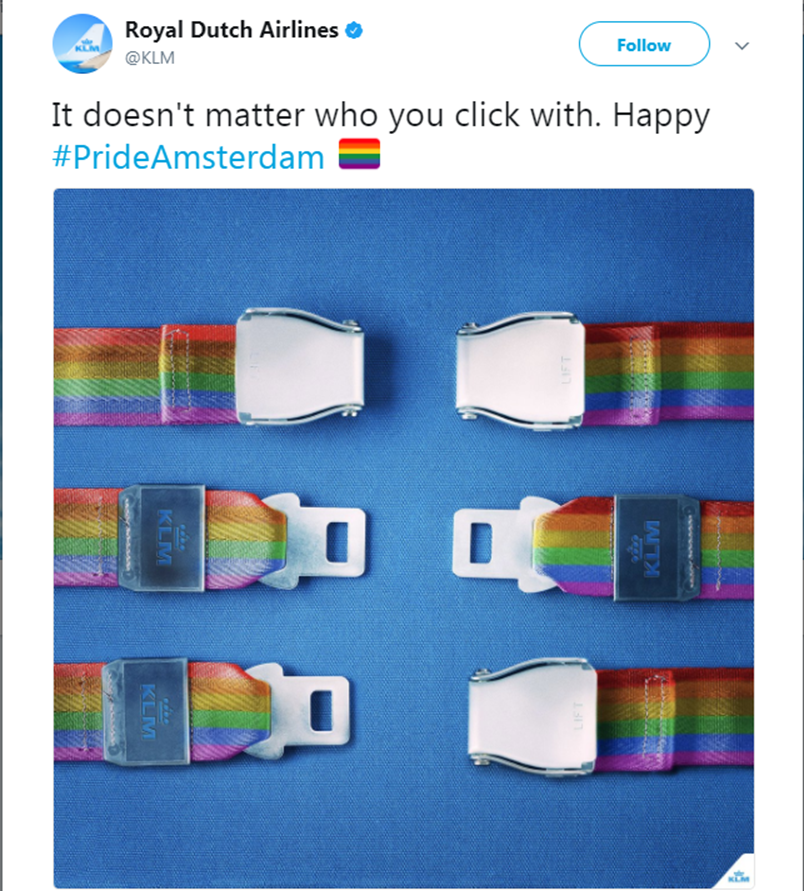 Royal Dutch Airlines
@KLM
Follow
It doesn't matter who you click with. Happy
#PrideAmsterdam
LIFT
KLM
KLM
KLM
LIFT
KLM